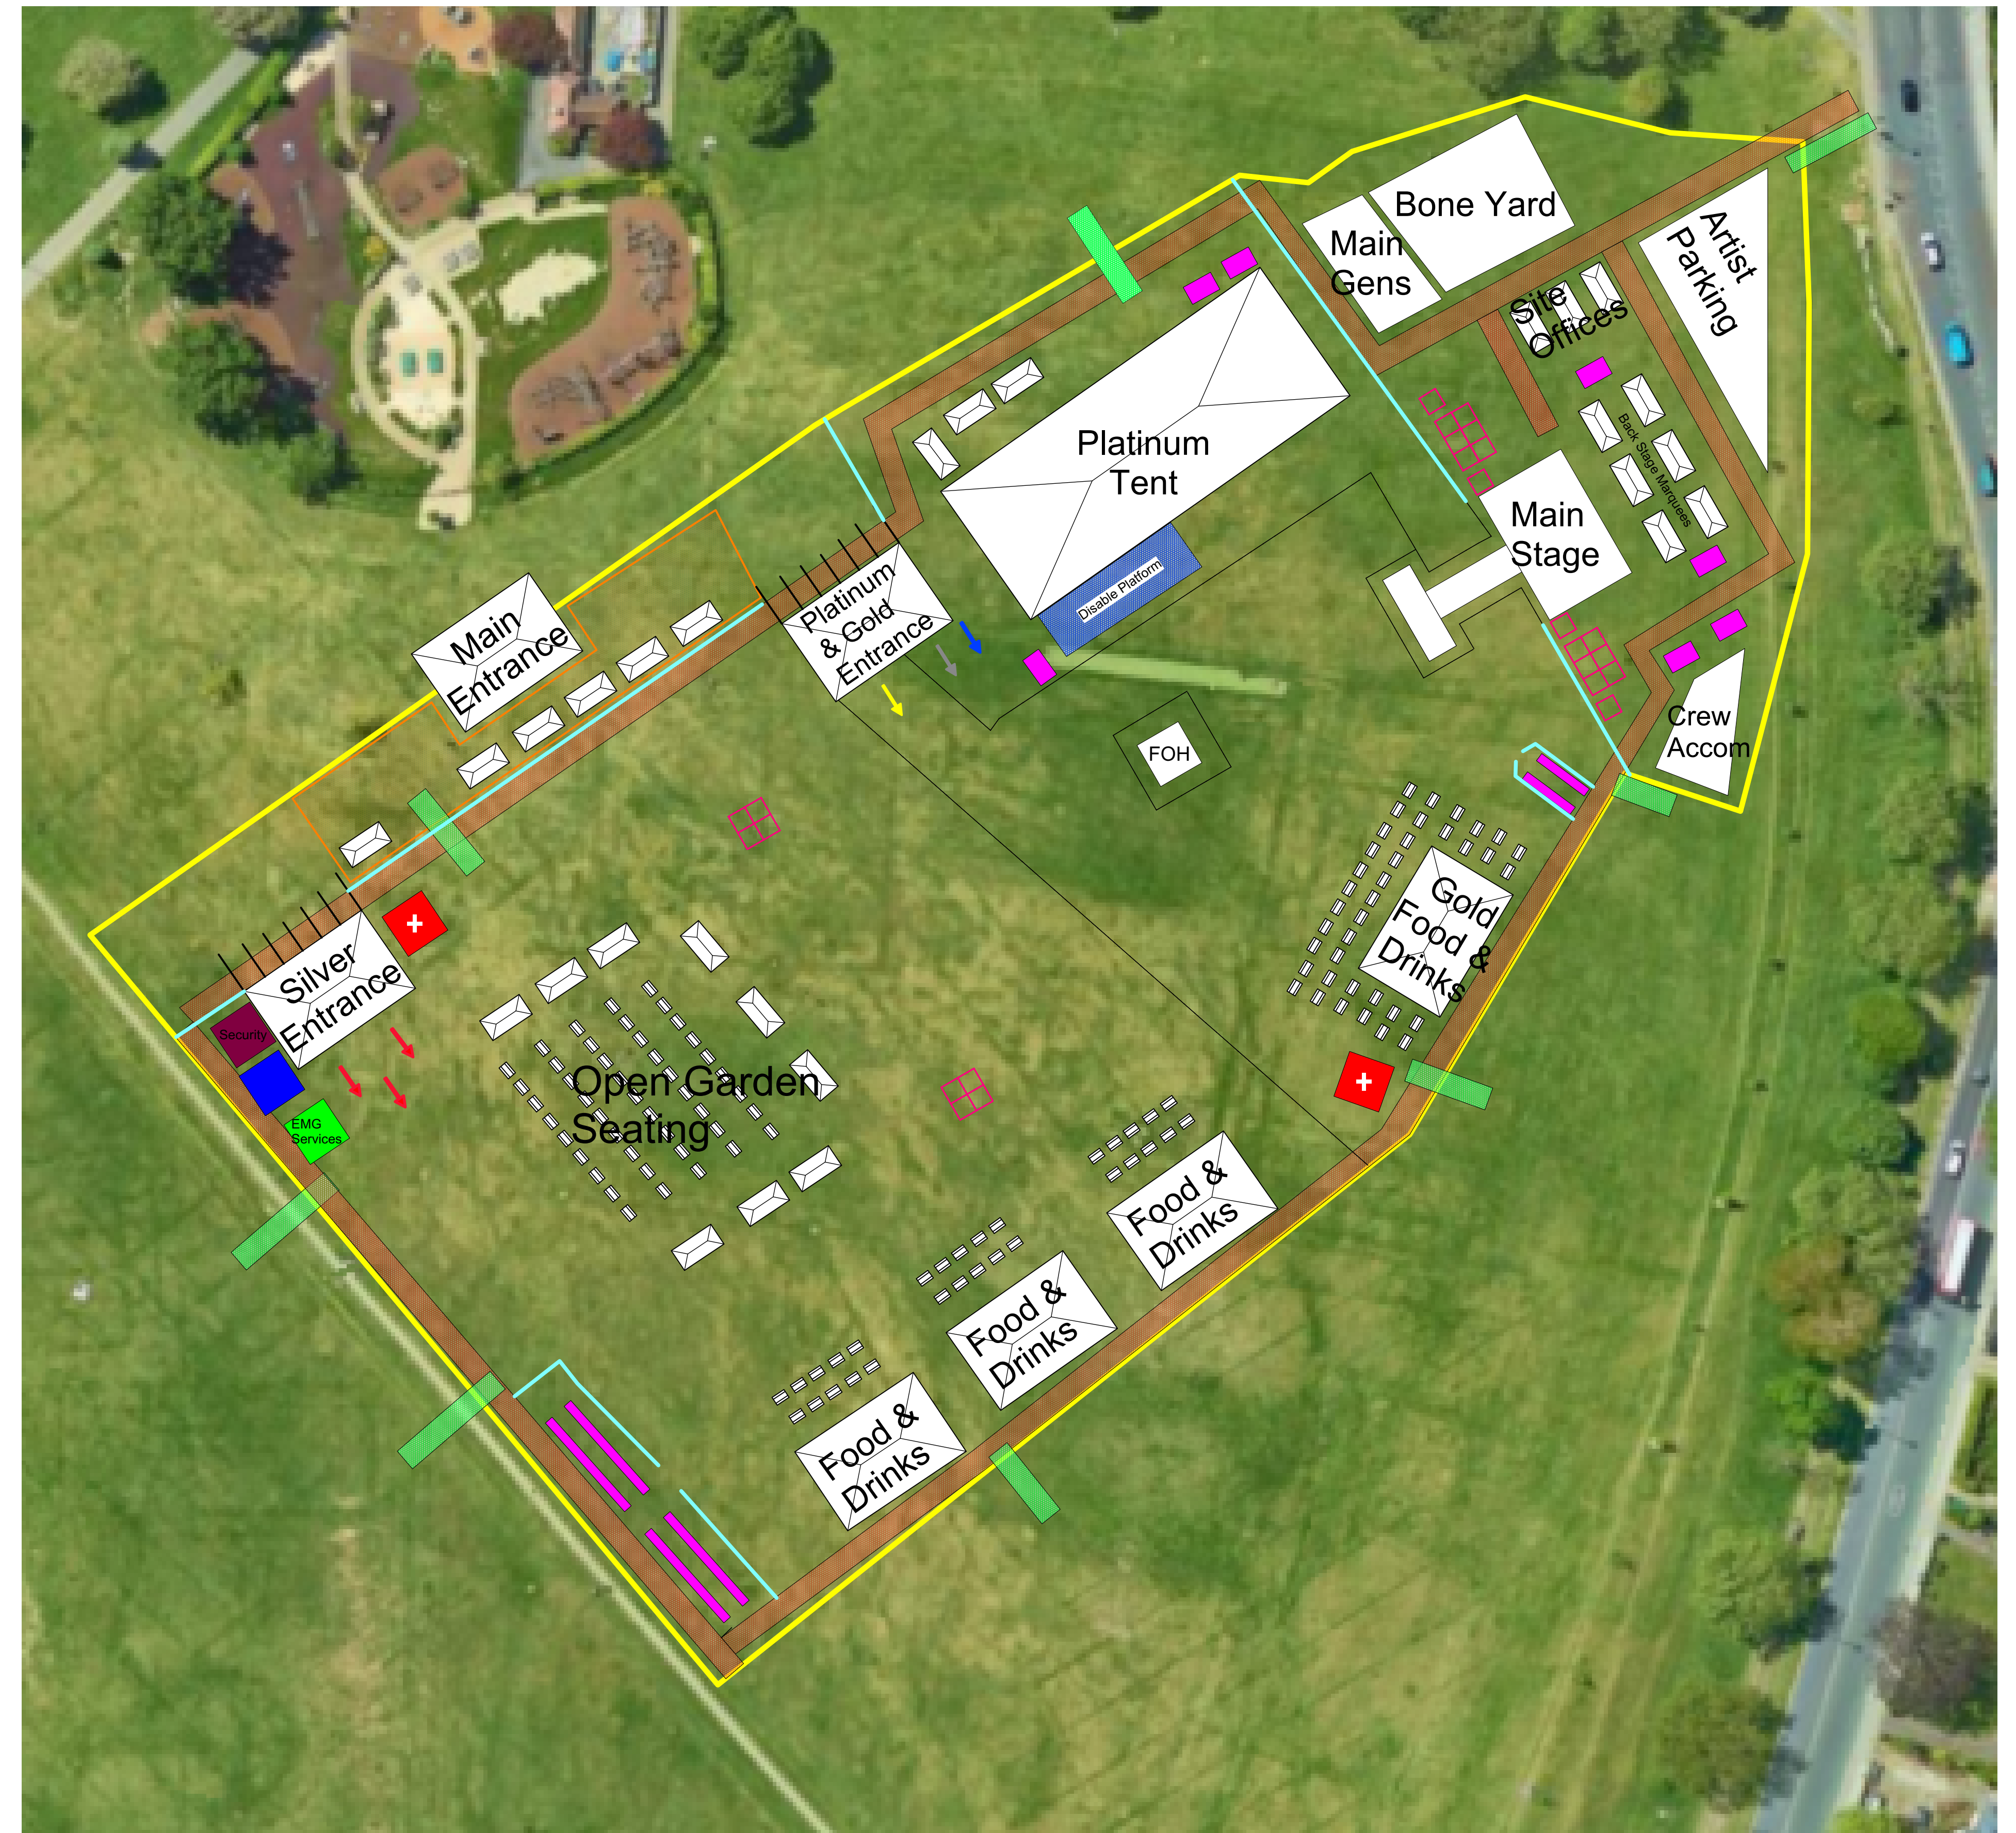 Bone Yard
Main
Gens
Artist
Parking
Site
Offices
Back Stage Marquees
Platinum
Tent
Main
Stage
Disable Platform
Platinum
& Gold
Entrance
Main
Entrance
Crew
Accom
FOH
Gold
Food &
Drinks
Silver
Entrance
Security
EMG
Services
Open Garden
Seating
Food &
Drinks
Food &
Drinks
Food &
Drinks